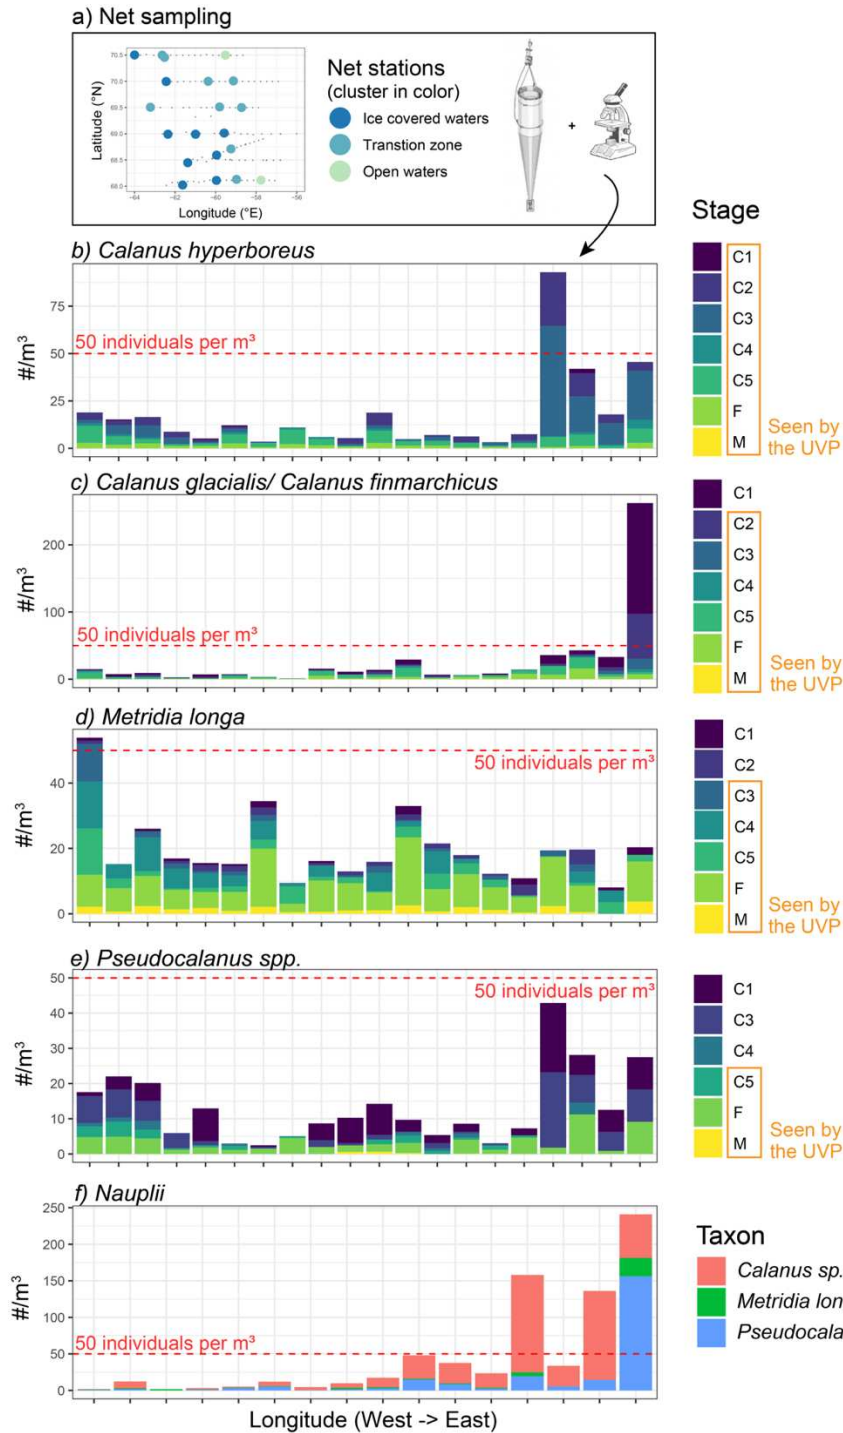 a) Net sampling
70.5
70.0
69.5
69.0
68.5
68.0
Latitude (°N)
−64
−62
−60
−58
−56
Longitude (°E)
Net stations
(cluster in color)
Ice covered waters
Transtion zone
Open waters
+
b) Calanus hyperboreus
75
50
25
0
#/m³
50 individuals per m³
Stage
C1
C2
C3
C4
C5
F
M
Seen by
the UVP
c) Calanus glacialis/ Calanus finmarchicus
200
100
0
#/m³
50 individuals per m³
C1
C2
C3
C4
C5
F
M
Seen by
the UVP
d) Metridia longa
40
20
0
#/m³
50 individuals per m³
C1
C2
C3
C4
C5
F
M
Seen by
the UVP
e) Pseudocalanus spp.
50
40
30
20
10
0
#/m³
50 individuals per m³
C1
C3
C4
C5
F
M
Seen by
the UVP
f) Nauplii
250
200
150
100
50
0
#/m³
50 individuals per m³
Longitude (West -> East)
Taxon
Calanus sp.
Metridia lon
Pseudocala